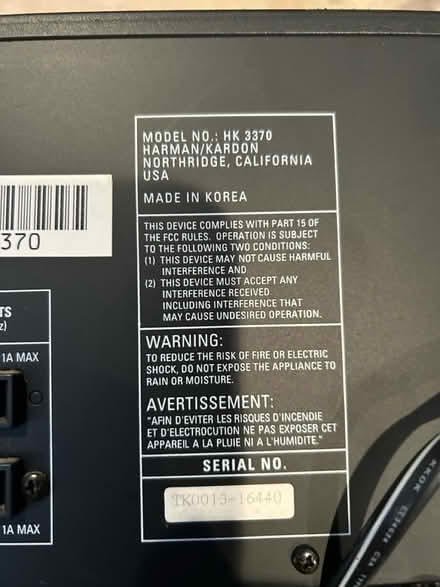 MODEL NO.: HK 3370
HARMAN/KARDON
NORTHRIDGE, CALIFORNIA
USA
MADE IN KOREA
THIS DEVICE COMPLIES WITH PART 15 OF
THE FCC RULES. OPERATION IS SUBJECT
TO THE FOLLOWING TWO CONDITIONS:
(1) THIS DEVICE MAY NOT CAUSE HARMFUL
INTERFERENCE AND
(2) THIS DEVICE MUST ACCEPT ANY
INTERFERENCE RECEIVED
INCLUDING INTERFERENCE THAT
MAY CAUSE UNDESIRED OPERATION.
WARNING:
TO REDUCE THE RISK OF FIRE OR ELECTRIC
SHOCK, DO NOT EXPOSE THE APPLIANCE TO
RAIN OR MOISTURE.
AVERTISSEMENT:
"AFIN D'EVITER LES RISQUES D'INCENDIE
ET D'ELECTROCUTION NE PAS EXPOSER CET
APPAREIL A LA PLUIE NI A L'HUMIDITE."
SERIAL NO.
TK0013-16440
3370
TS
z)
1A MAX
1A MAX